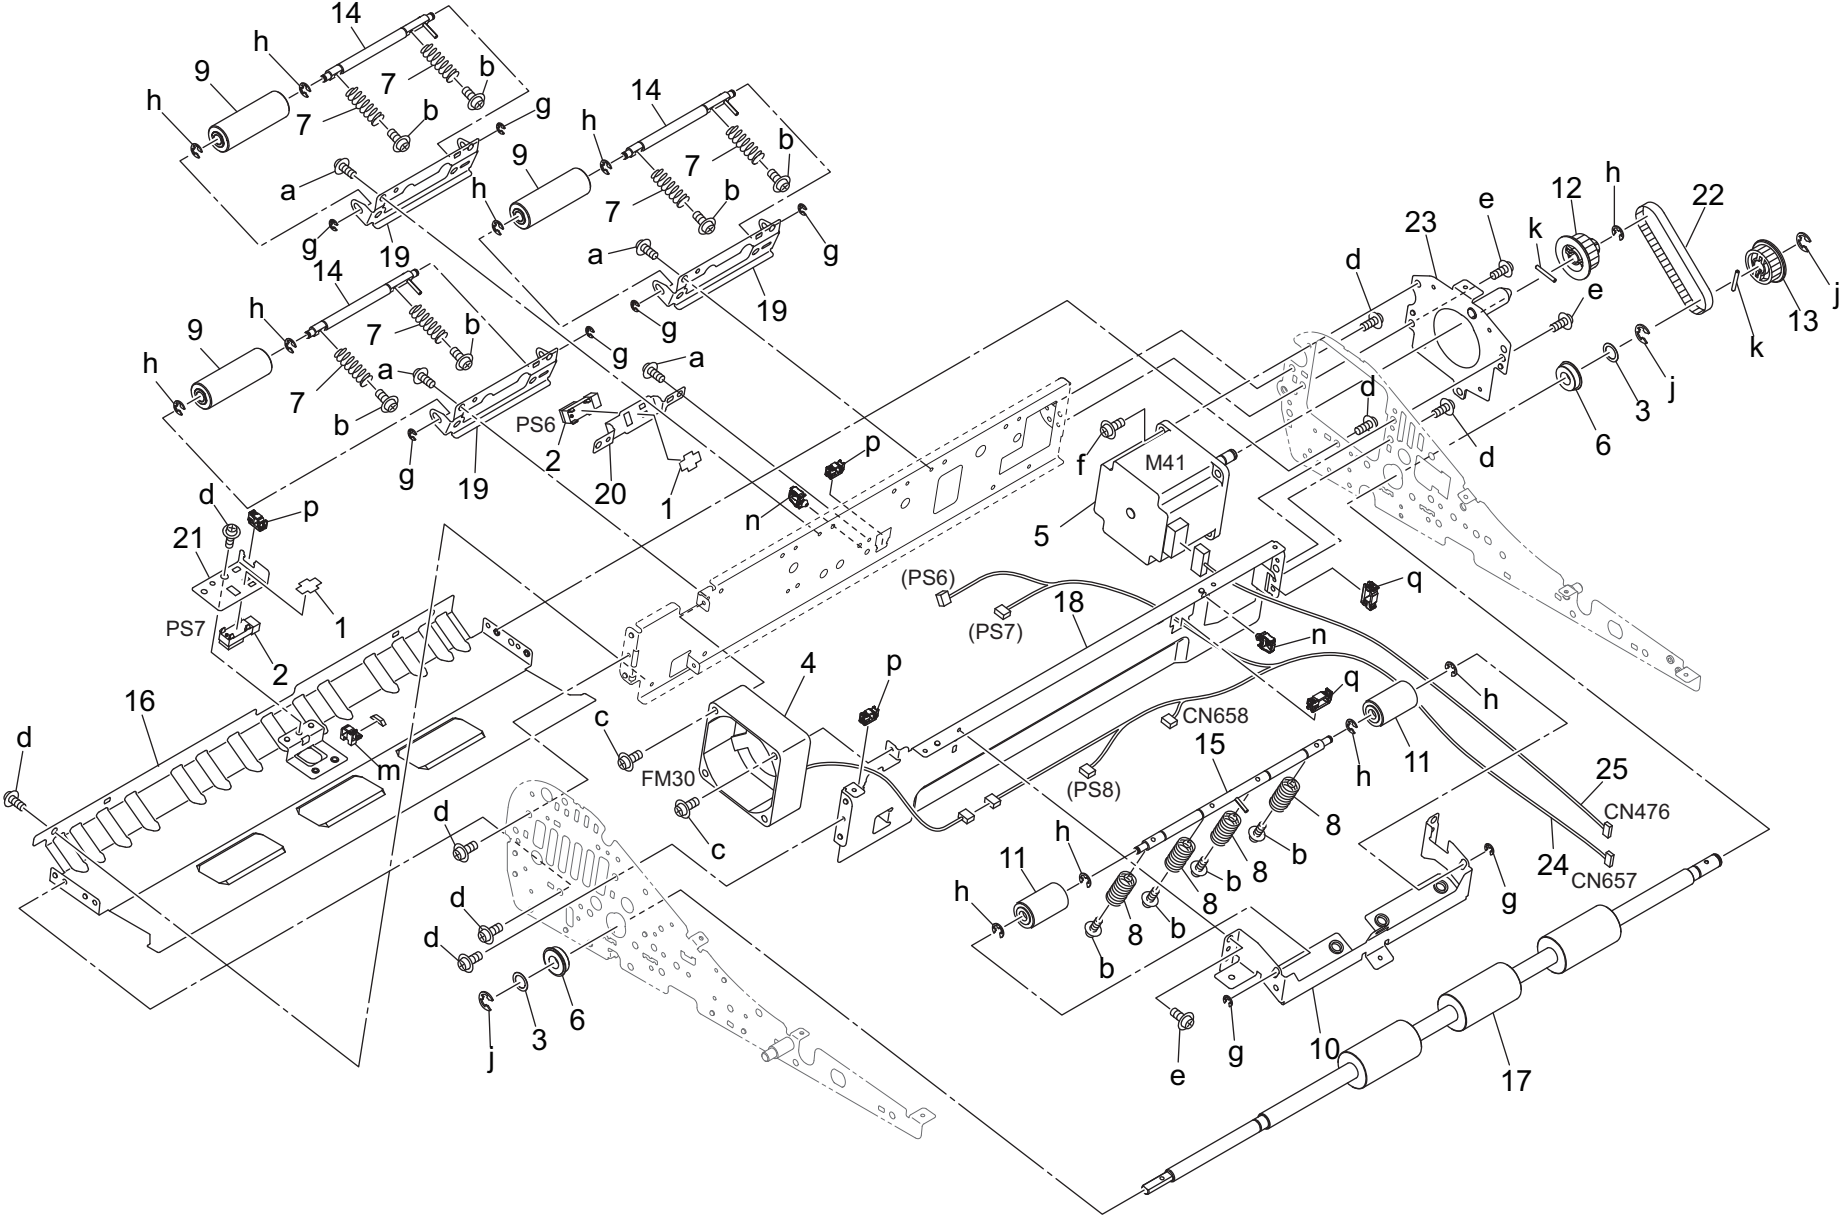 14
h
9
7
b
h
7
b
14
g
h
b
9
7
a
h
7
b
g
19
a
g
14
h
19
g
9
7
b
h
7
a
g
b
g
19
a
PS6
2
20
1
p
n
d
p
21
1
PS7
2
16
d
m
e
12
h
22
k
23
d
e
j
13
k
j
3
6
d
d
f
M41
5
q
(PS6)
(PS7)
18
n
4
p
q
h
c
FM30
CN658
15
h
11
(PS8)
25
CN476
8
24
CN657
c
d
b
8
11
h
h
b
8
b
8
b
g
d
d
6
3
j
e
g
10
17